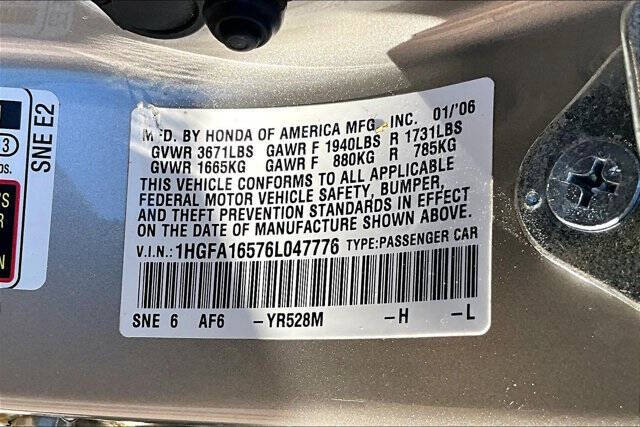 MFD. BY HONDA OF AMERICA MFG., INC. 01/'06
GVWR 3671LBS GAWR F 1940LBS R 1731LBS
GVWR 1665KG GAWR F 880KG R 785KG
THIS VEHICLE CONFORMS TO ALL APPLICABLE
FEDERAL MOTOR VEHICLE SAFETY, BUMPER,
AND THEFT PREVENTION STANDARDS IN EFFECT
ON THE DATE OF MANUFACTURE SHOWN ABOVE.
V.I.N.: 1HGFA16576L047776 TYPE: PASSENGER CAR
SNE 6 AF6 -YR528M -H -L
SNE E2
3